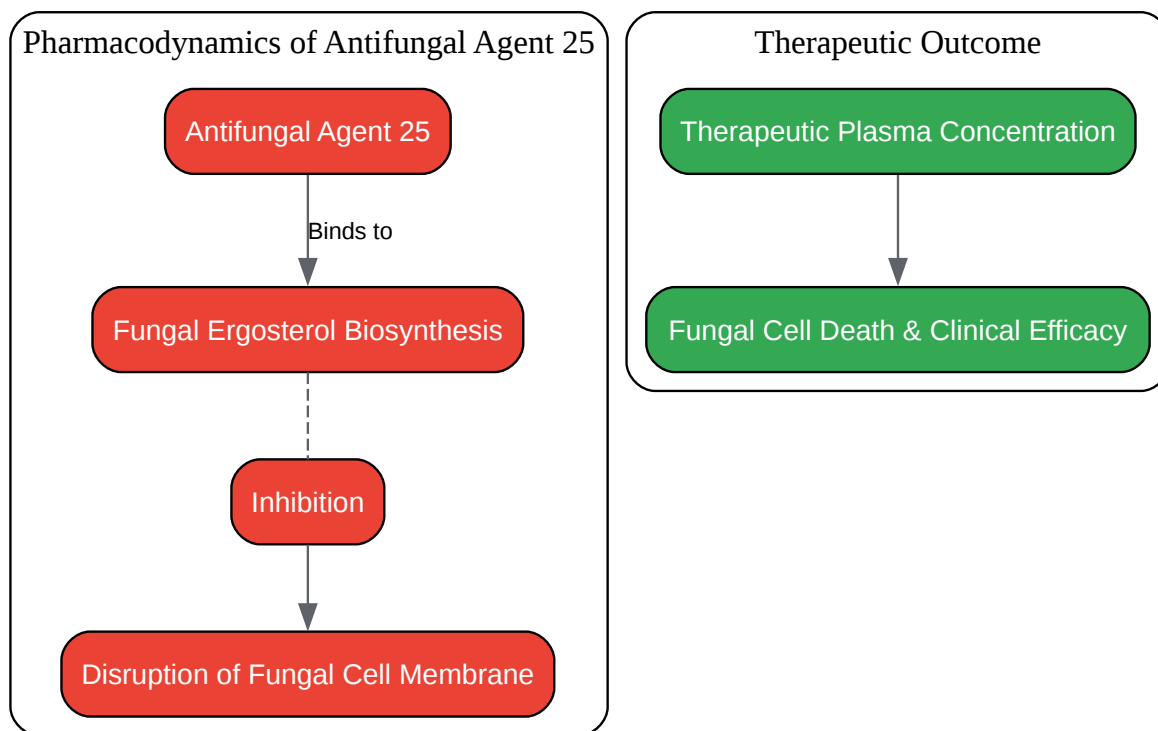 Pharmacodynamics of Antifungal Agent 25
Antifungal Agent 25
Binds to
Fungal Ergosterol Biosynthesis
Inhibition
Disruption of Fungal Cell Membrane
Therapeutic Outcome
Therapeutic Plasma Concentration
Fungal Cell Death & Clinical Efficacy